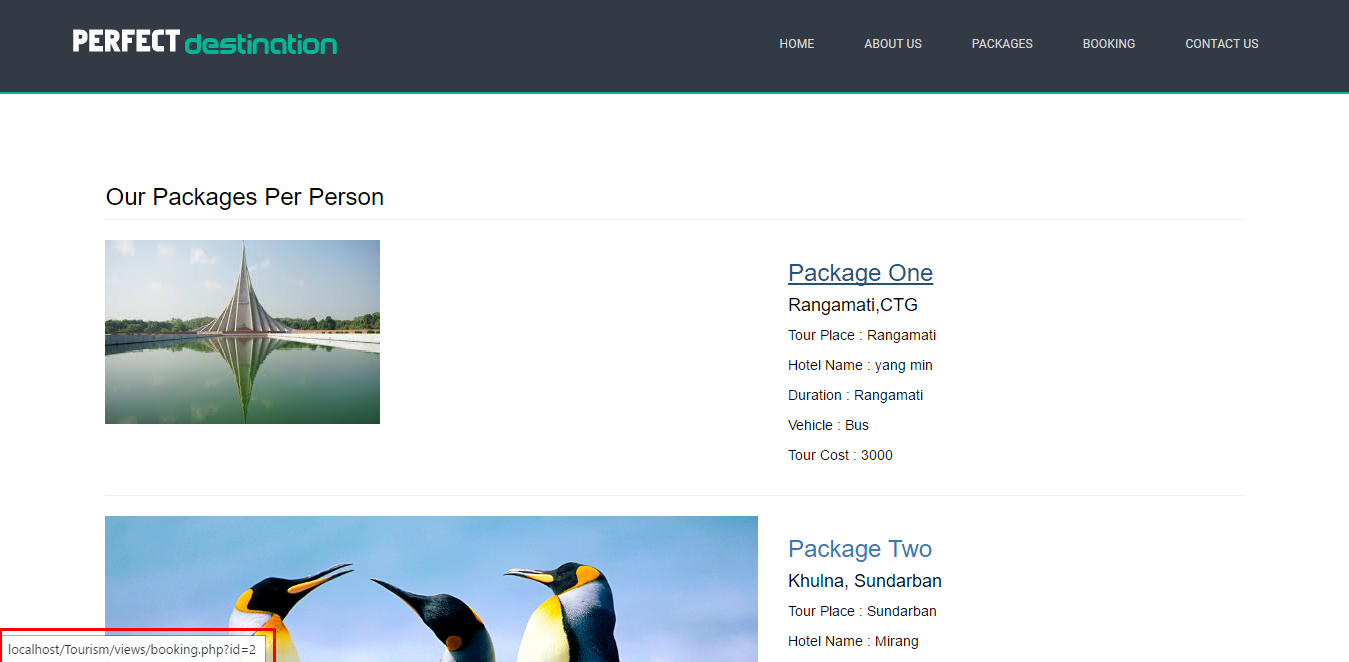 PERFECT destination
HOME
ABOUT US
PACKAGES
BOOKING
CONTACT US
Our Packages Per Person
Package One
Rangamati,CTG
Tour Place : Rangamati
Hotel Name : yang min
Duration : Rangamati
Vehicle : Bus
Tour Cost : 3000
Package Two
Khulna, Sundarban
Tour Place : Sundarban
Hotel Name : Mirang
localhost/Tourism/views/booking.php?id=2